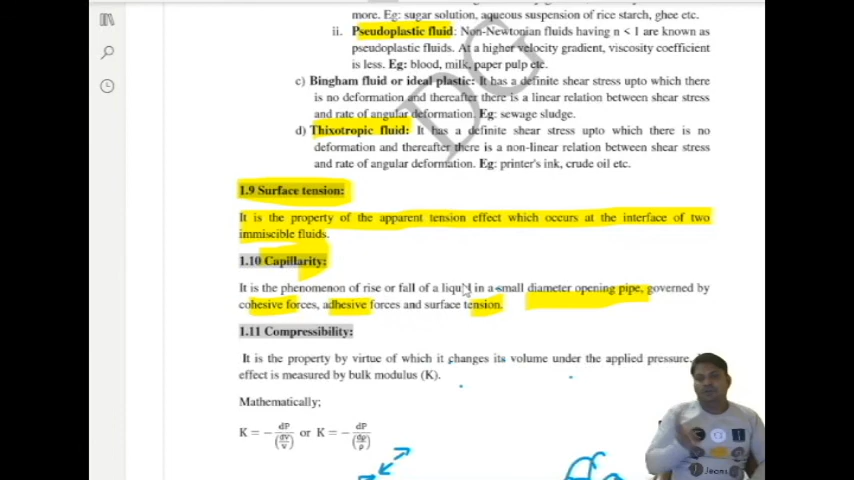 more. Eg: sugar solution, aqueous suspension of rice starch, ghee etc.
ii. Pseudoplastic fluid: Non-Newtonian fluids having n < 1 are known as
pseudoplastic fluids. At a higher velocity gradient, viscosity coefficient
is less. Eg: blood, milk, paper pulp etc.
c) Bingham fluid or ideal plastic: It has a definite shear stress upto which there
is no deformation and thereafter there is a linear relation between shear stress
and rate of angular deformation. Eg: sewage sludge.
d) Thixotropic fluid: It has a definite shear stress upto which there is no
deformation and thereafter there is a non-linear relation between shear stress
and rate of angular deformation. Eg: printer's ink, crude oil etc.
1.9 Surface tension:
It is the property of the apparent tension effect which occurs at the interface of two
immiscible fluids.
1.10 Capillarity:
It is the phenomenon of rise or fall of a liquid in a small diameter opening pipe, governed by
cohesive forces, adhesive forces and surface tension.
1.11 Compressibility:
It is the property by virtue of which it changes its volume under the applied pressure.
effect is measured by bulk modulus (K).
Mathematically;
K = − dP/(dV/V) or K = − dP/(dρ/ρ)
DG
Jeans